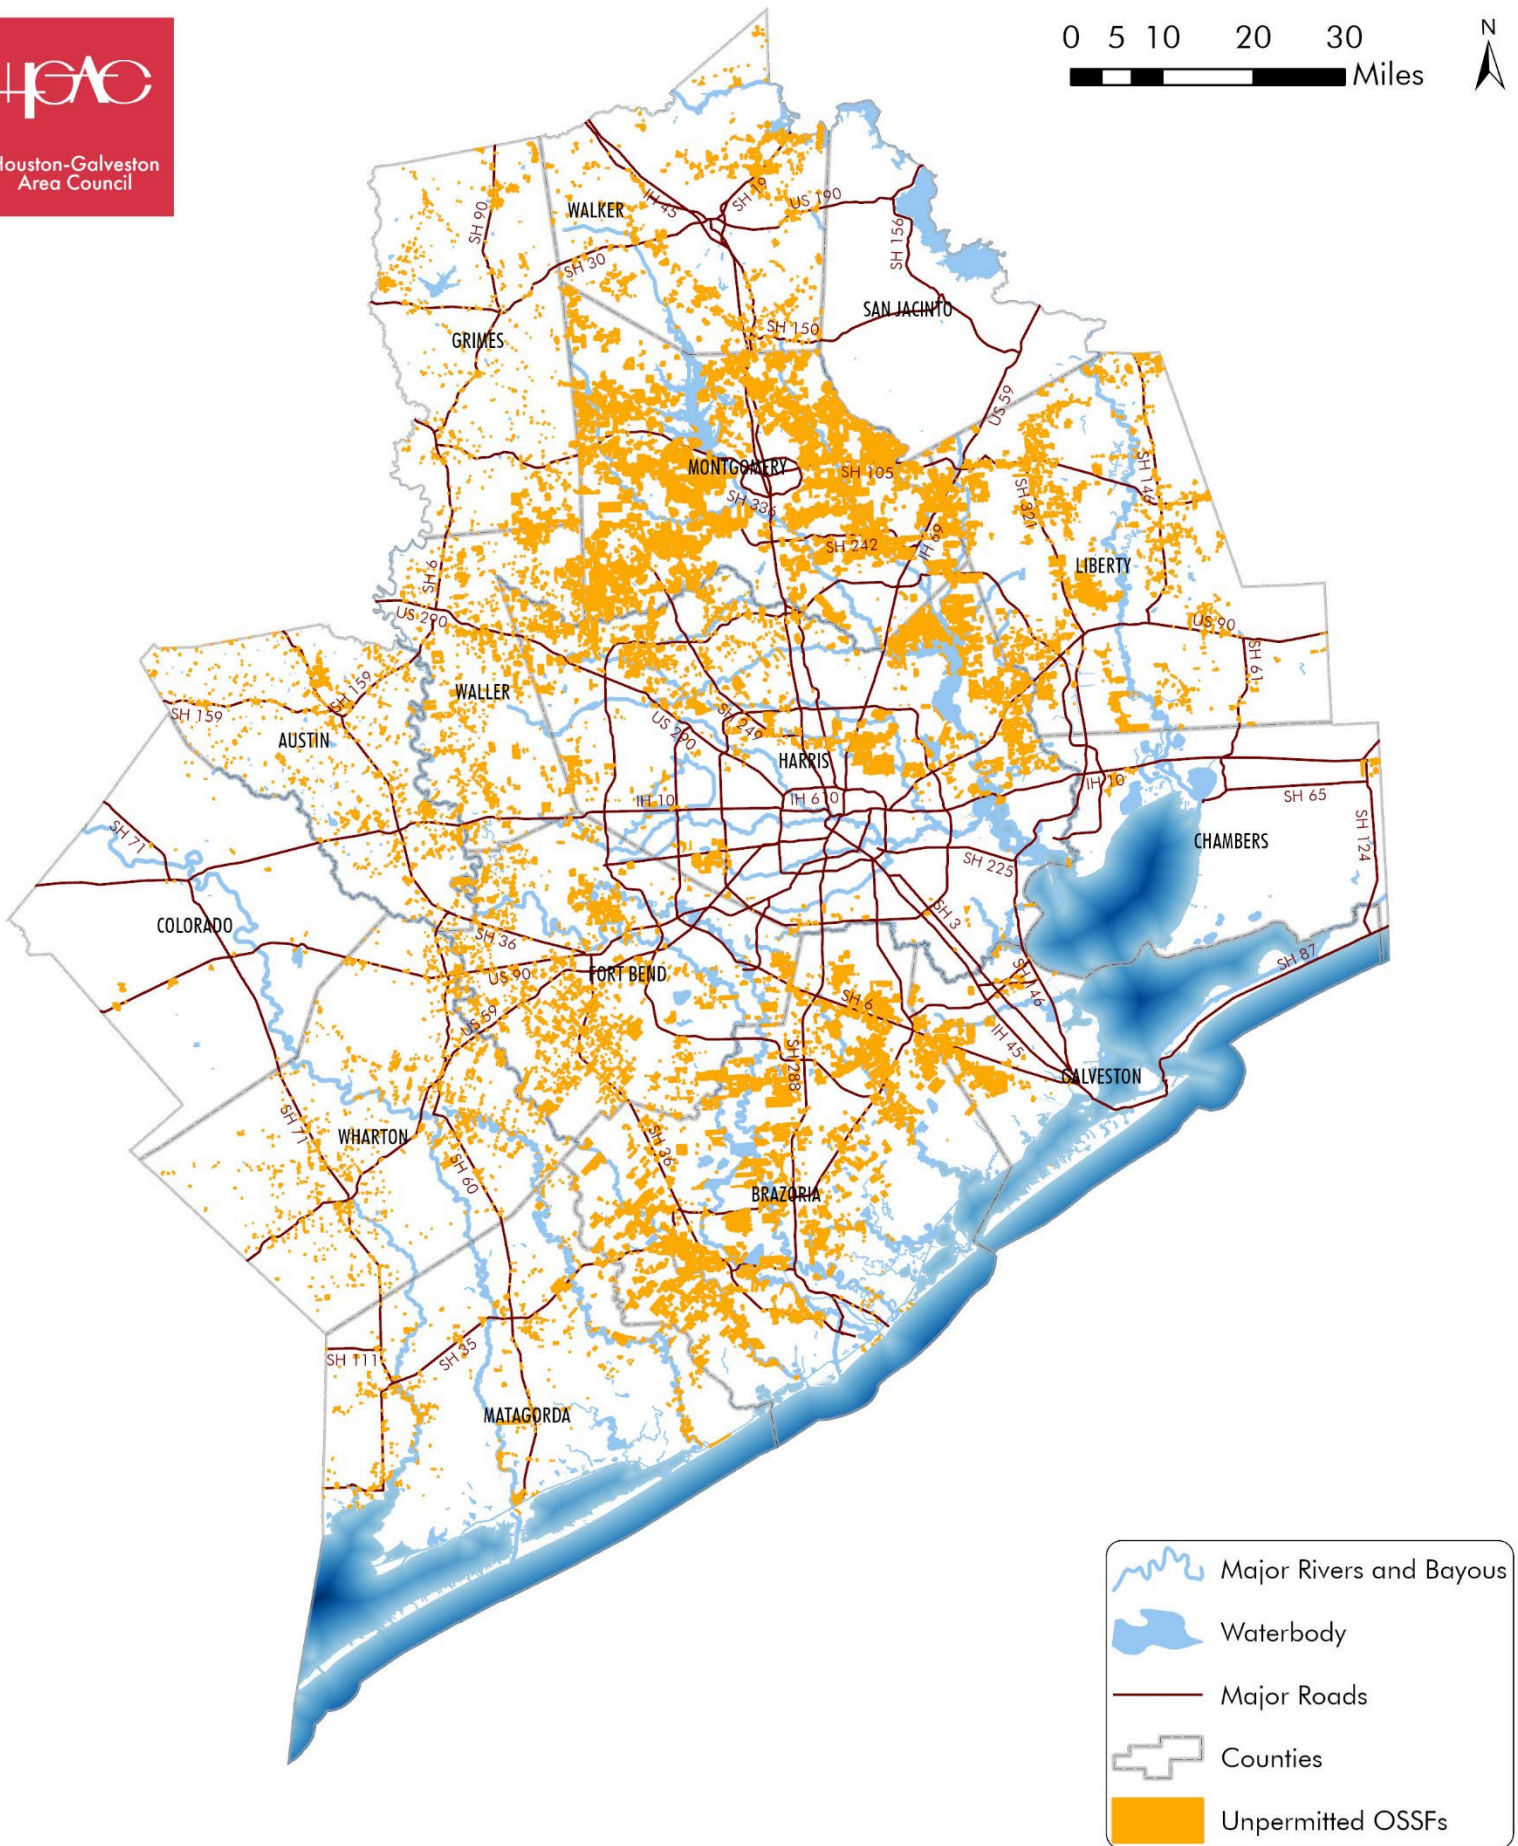 HGAC
Houston-Galveston
Area Council
0 5 10 20 30
Miles
N
WALKER
IH 45
SH 19
US 190
SH 90
SH 156
SH 30
SAN JACINTO
SH 150
GRIMES
US 59
MONTGOMERY
SH 105
SH 146
SH 336
SH 321
SH 242
IH 69
LIBERTY
SH 6
US 290
US 90
SH 61
SH 159
WALLER
SH 159
SH 249
US 290
AUSTIN
HARRIS
IH 10
IH 10
IH 610
SH 65
SH 71
SH 124
CHAMBERS
SH 225
SH 3
COLORADO
SH 36
SH 87
US 90
FORT BEND
SH 146
SH 6
US 59
IH 45
SH 288
GALVESTON
SH 71
WHARTON
SH 36
SH 60
BRAZORIA
SH 111
SH 35
MATAGORDA
Major Rivers and Bayous
Waterbody
Major Roads
Counties
Unpermitted OSSFs